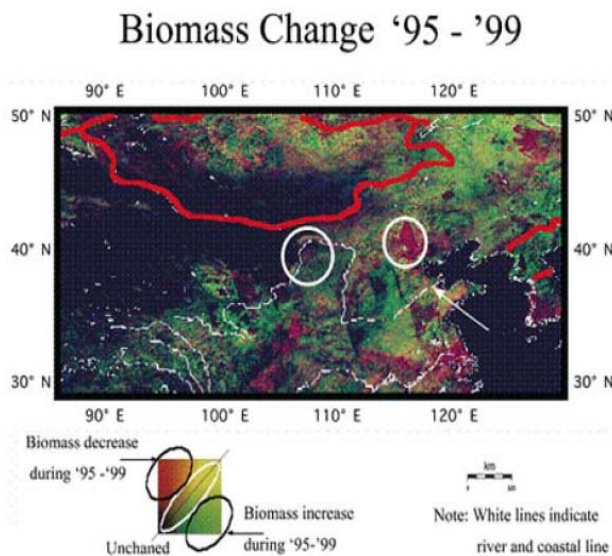 Biomass Change ‘95 - ’99
90° E 100° E 110° E 120° E
50° N 50° N
40° N 40° N
30° N 30° N
90° E 100° E 110° E 120° E
Biomass decrease
during ‘95 -‘99
Biomass increase
during ‘95-’99
Unchaned
km
Note: White lines indicate
river and coastal line